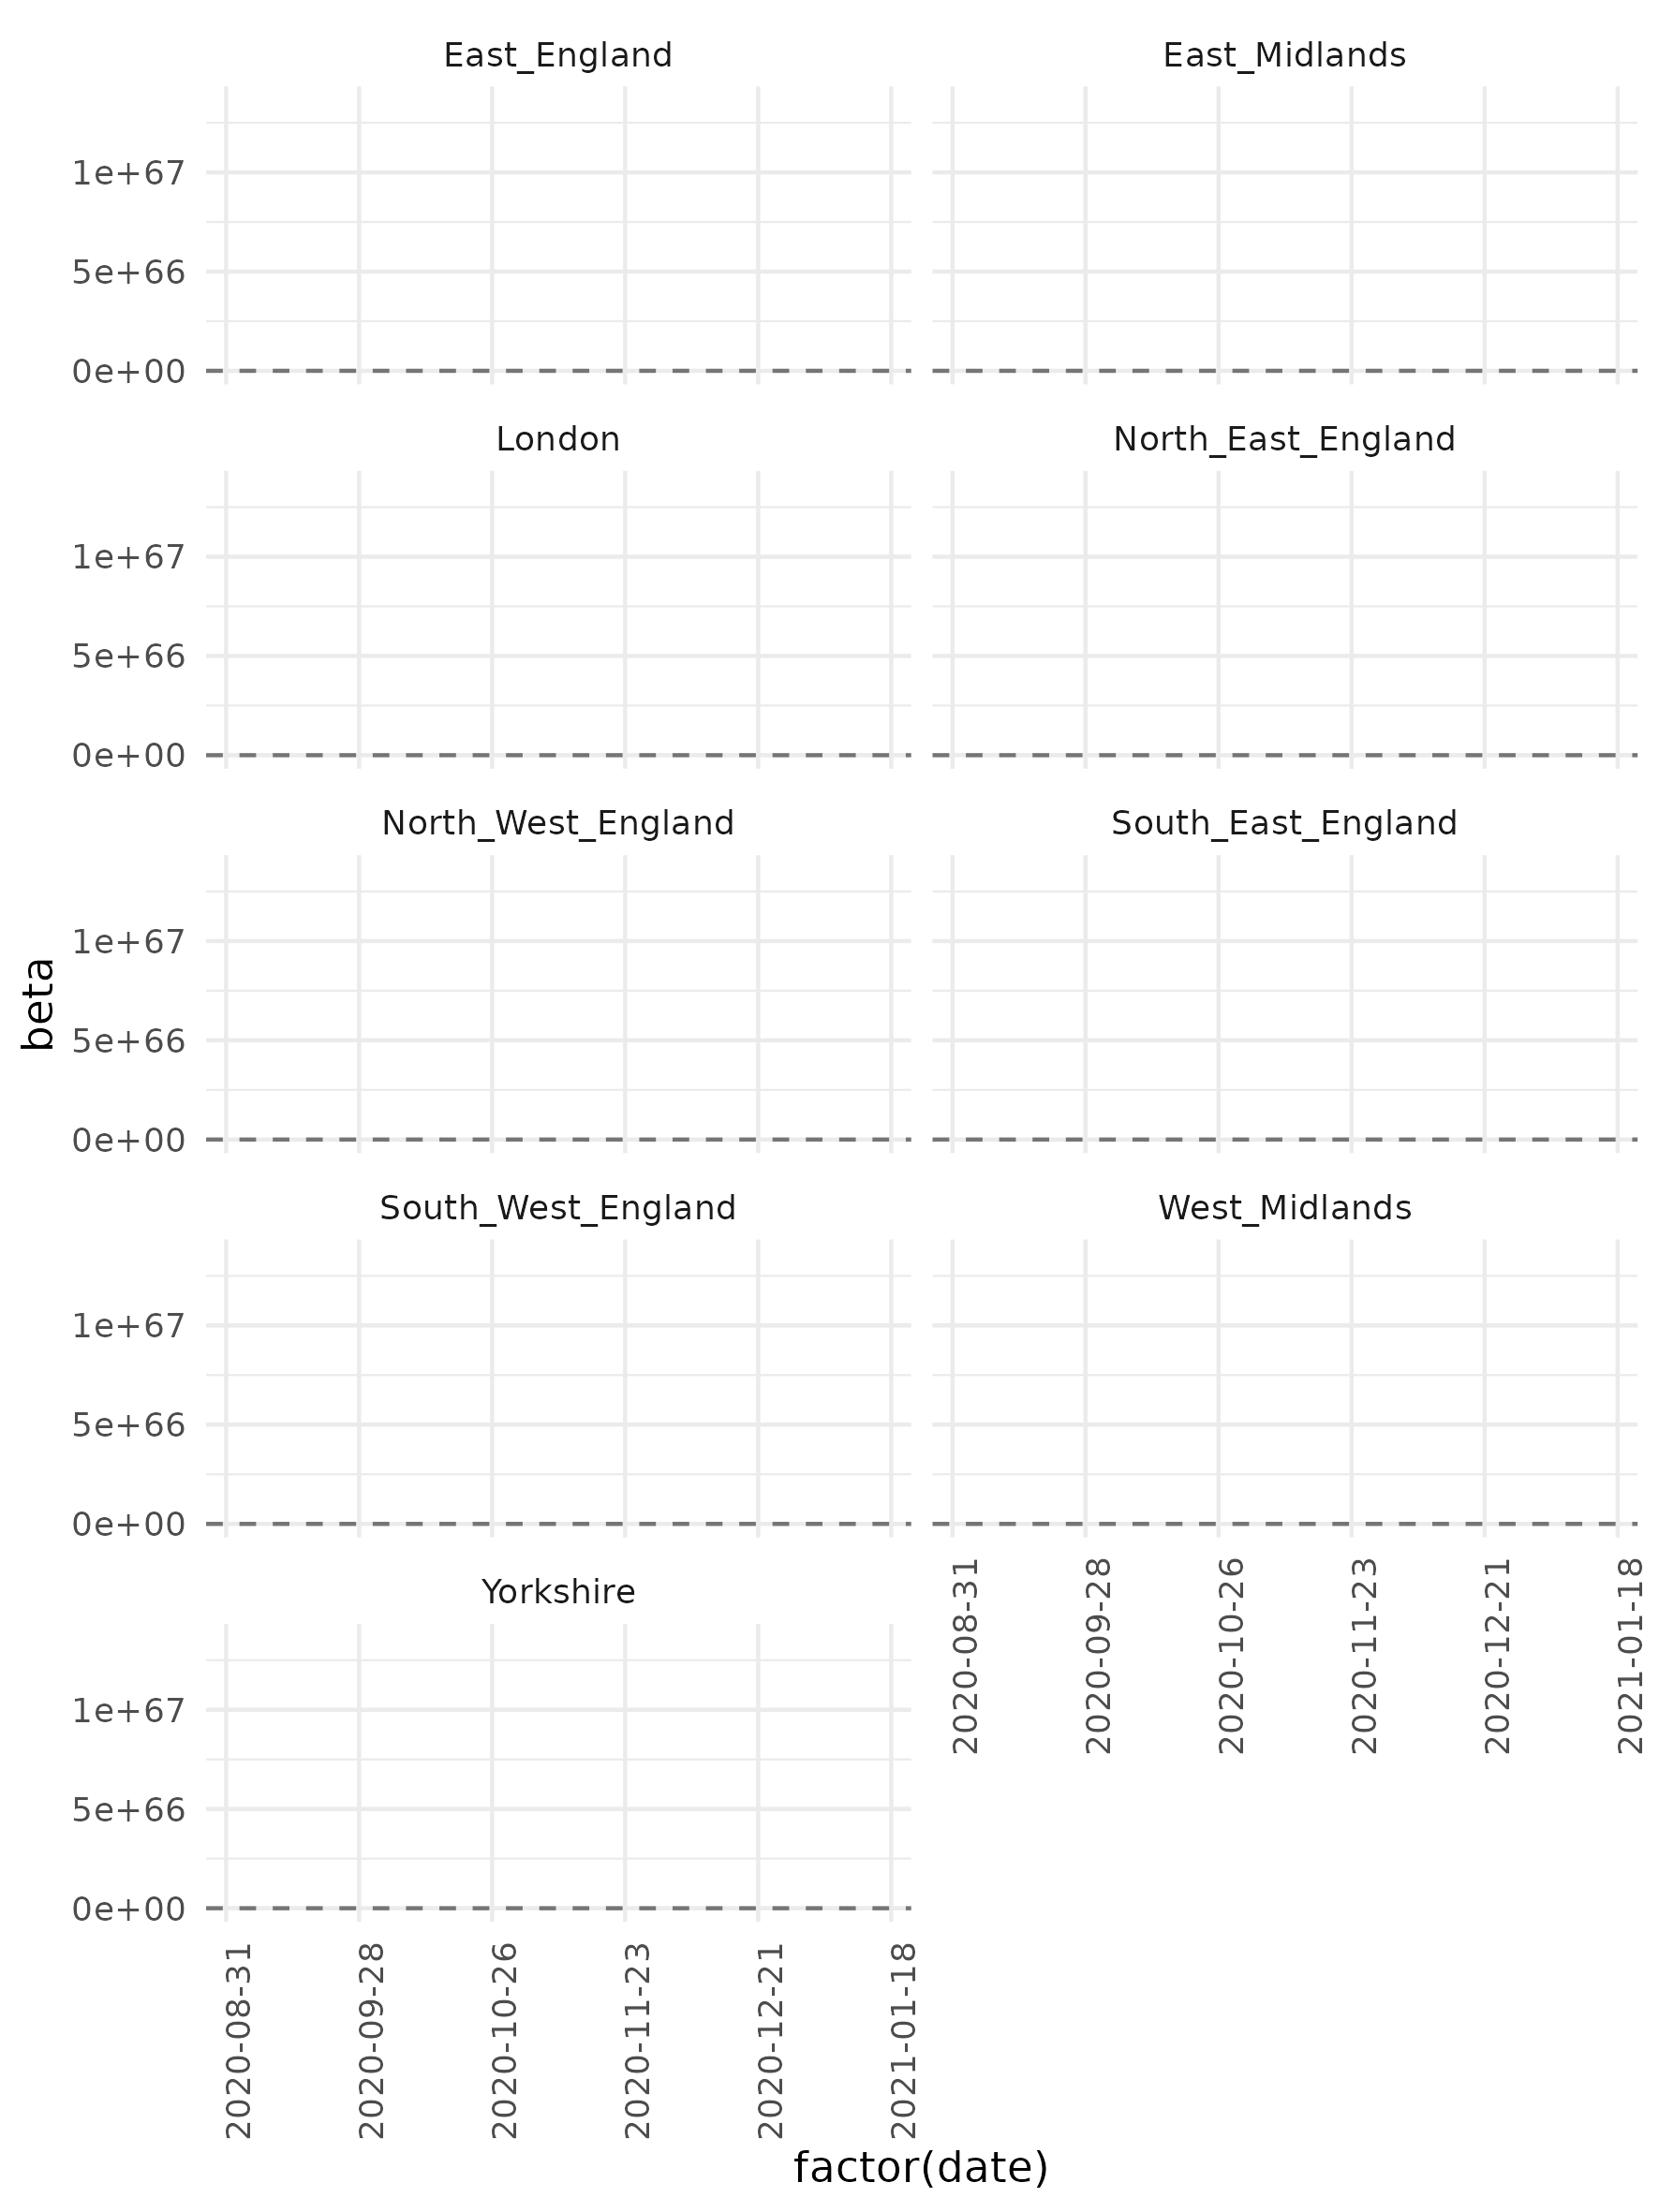 East_England
East_Midlands
1e+67
5e+66
0e+00
London
North_East_England
1e+67
5e+66
0e+00
North_West_England
South_East_England
1e+67
5e+66
0e+00
beta
South_West_England
West_Midlands
1e+67
5e+66
0e+00
2020-08-31
2020-09-28
2020-10-26
2020-11-23
2020-12-21
2021-01-18
Yorkshire
1e+67
5e+66
0e+00
2020-08-31
2020-09-28
2020-10-26
2020-11-23
2020-12-21
2021-01-18
factor(date)